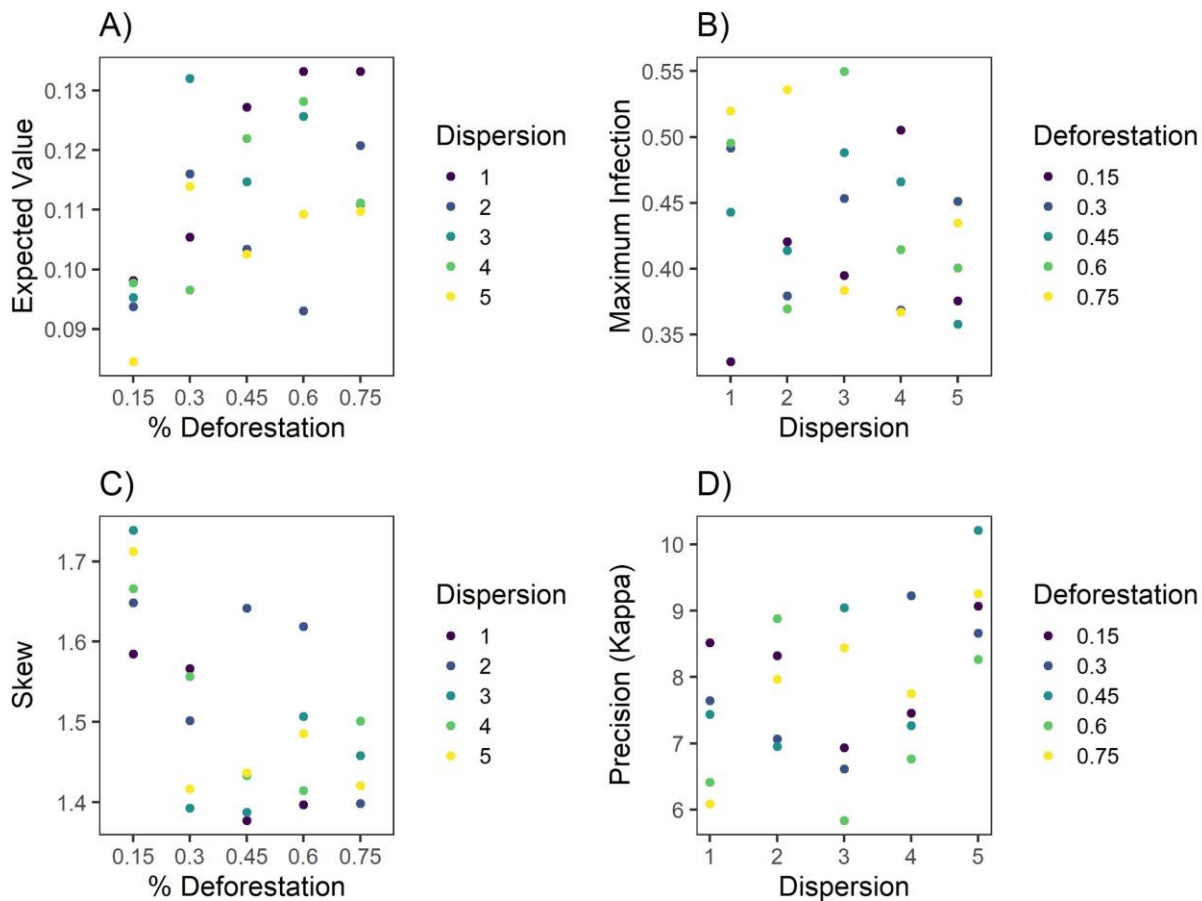 A)
Expected Value
0.13
0.12
0.11
0.10
0.09
0.15 0.3 0.45 0.6 0.75
% Deforestation
Dispersion
1
2
3
4
5
B)
Maximum Infection
0.55
0.50
0.45
0.40
0.35
1 2 3 4 5
Dispersion
Deforestation
0.15
0.3
0.45
0.6
0.75
C)
Skew
1.7
1.6
1.5
1.4
0.15 0.3 0.45 0.6 0.75
% Deforestation
Dispersion
1
2
3
4
5
D)
Precision (Kappa)
10
9
8
7
6
1 2 3 4 5
Dispersion
Deforestation
0.15
0.3
0.45
0.6
0.75